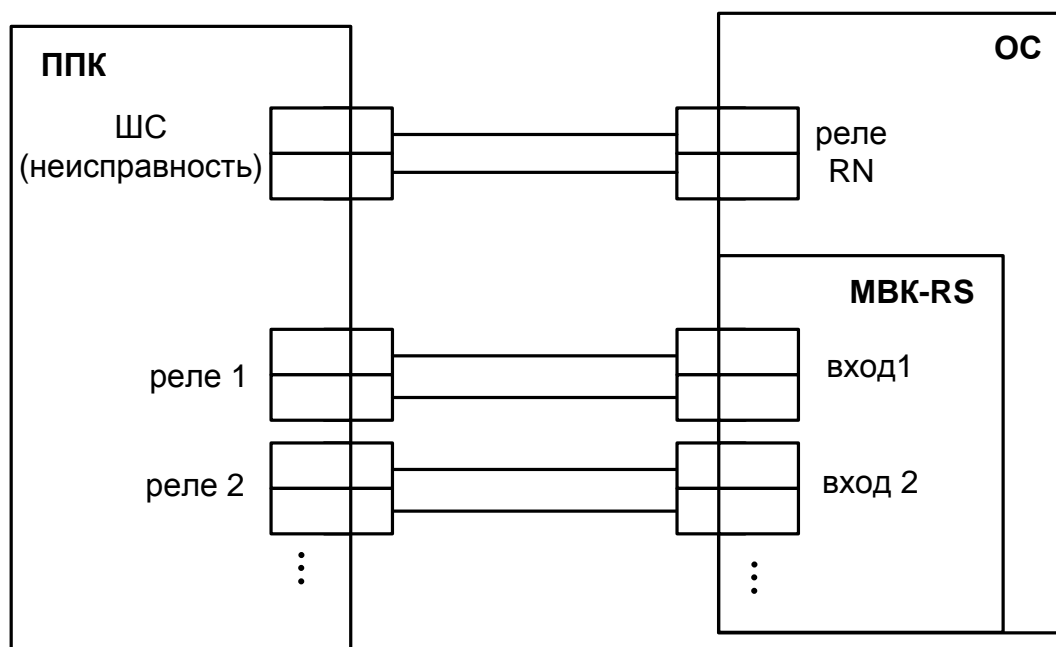 ППК
ОС
ШС
(неисправность)
реле
RN
МВК-RS
реле 1
вход1
реле 2
вход 2